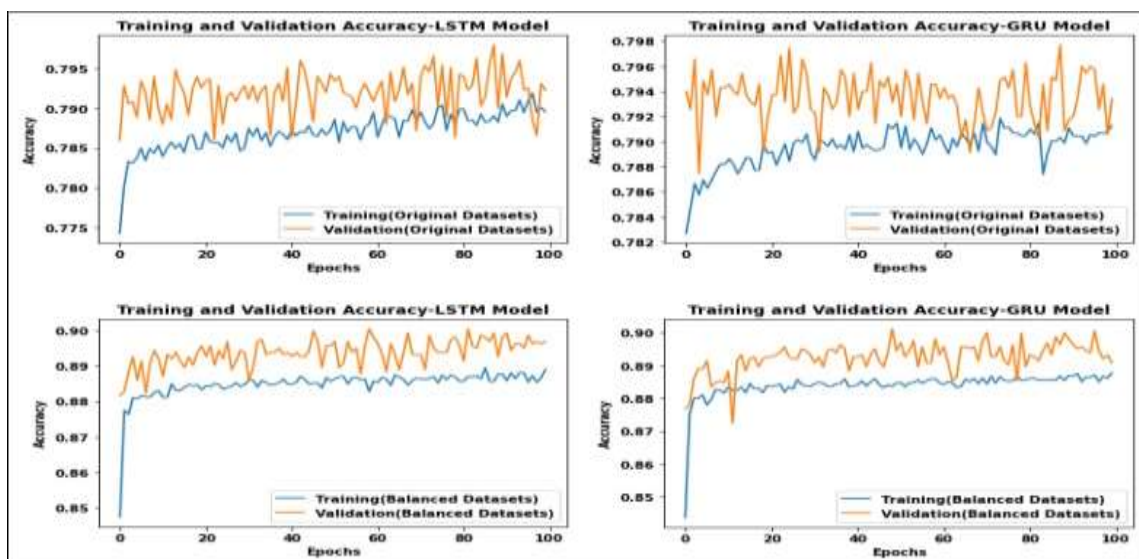 Training and Validation Accuracy-LSTM Model
0.795
0.790
0.785
0.780
0.775
Accuracy
0 20 40 60 80 100
Epochs
Training(Original Datasets)
Validation(Original Datasets)
Training and Validation Accuracy-GRU Model
0.798
0.796
0.794
0.792
0.790
0.788
0.786
0.784
0.782
Accuracy
0 20 40 60 80 100
Epochs
Training(Original Datasets)
Validation(Original Datasets)
Training and Validation Accuracy-LSTM Model
0.90
0.89
0.88
0.87
0.86
0.85
Accuracy
0 20 40 60 80 100
Epochs
Training(Balanced Datasets)
Validation(Balanced Datasets)
Training and Validation Accuracy-GRU Model
0.90
0.89
0.88
0.87
0.86
0.85
Accuracy
0 20 40 60 80 100
Epochs
Training(Balanced Datasets)
Validation(Balanced Datasets)